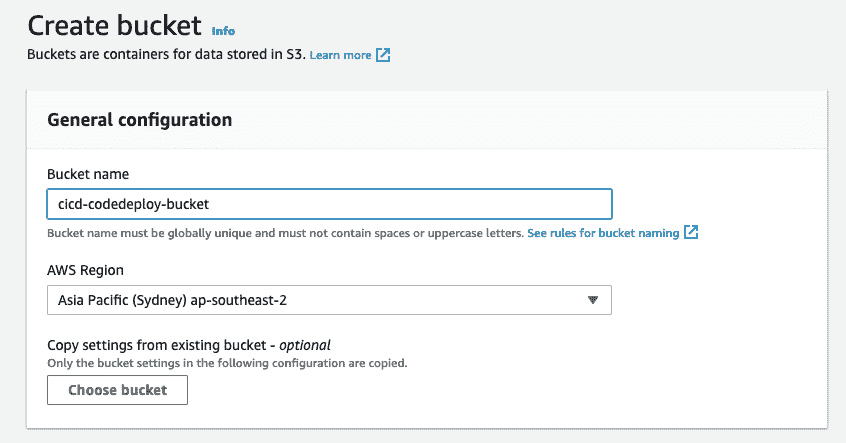 Create bucket Info
Buckets are containers for data stored in S3. Learn more
General configuration
Bucket name
cicd-codedeploy-bucket
Bucket name must be globally unique and must not contain spaces or uppercase letters. See rules for bucket naming
AWS Region
Asia Pacific (Sydney) ap-southeast-2
Copy settings from existing bucket - optional
Only the bucket settings in the following configuration are copied.
Choose bucket